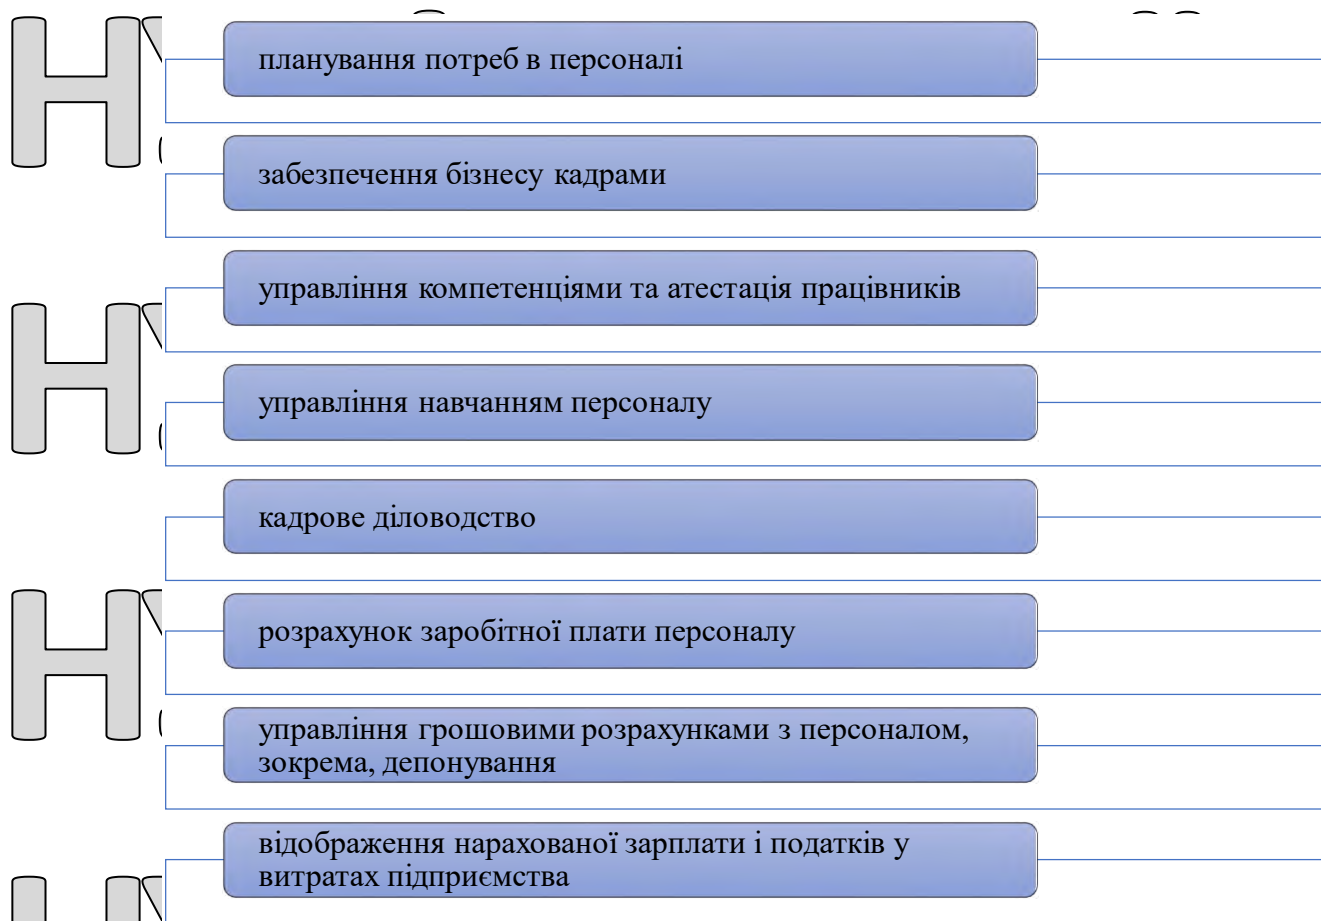 планування потреб в персоналі
забезпечення бізнесу кадрами
управління компетенціями та атестація працівників
управління навчанням персоналу
кадрове діловодство
розрахунок заробітної плати персоналу
управління грошовими розрахунками з персоналом,
зокрема, депонування
відображення нарахованої зарплати і податків у
витратах підприємства